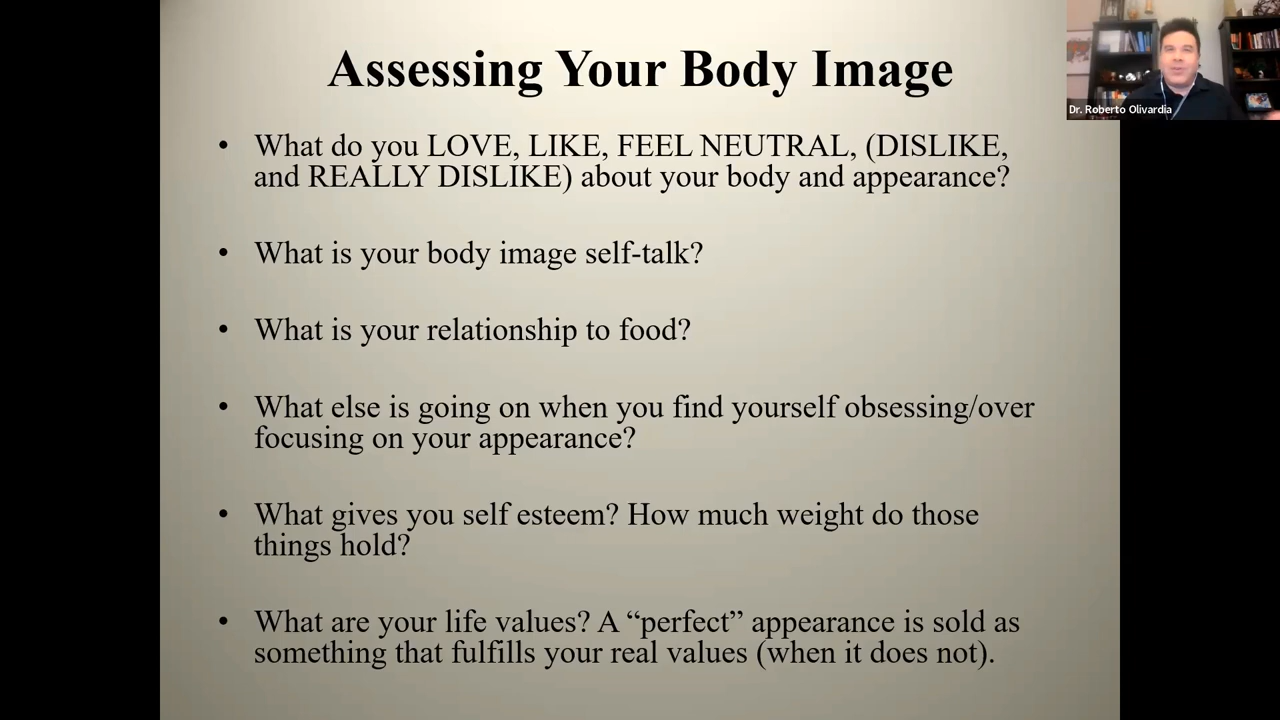 Assessing Your Body Image
Dr. Roberto Olivardia
• What do you LOVE, LIKE, FEEL NEUTRAL, (DISLIKE,
and REALLY DISLIKE) about your body and appearance?
• What is your body image self-talk?
• What is your relationship to food?
• What else is going on when you find yourself obsessing/over
focusing on your appearance?
• What gives you self esteem? How much weight do those
things hold?
• What are your life values? A “perfect” appearance is sold as
something that fulfills your real values (when it does not).